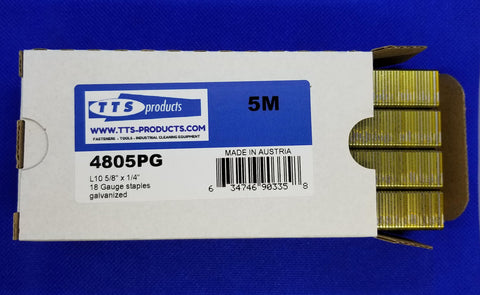 TTS products
5M
WWW.TTS-PRODUCTS.COM
FASTENERS - TOOLS - INDUSTRIAL CLEANING EQUIPMENT
MADE IN AUSTRIA
4805PG
L10 5/8" x 1/4"
18 Gauge staples
galvanized
6 34746 90335 8